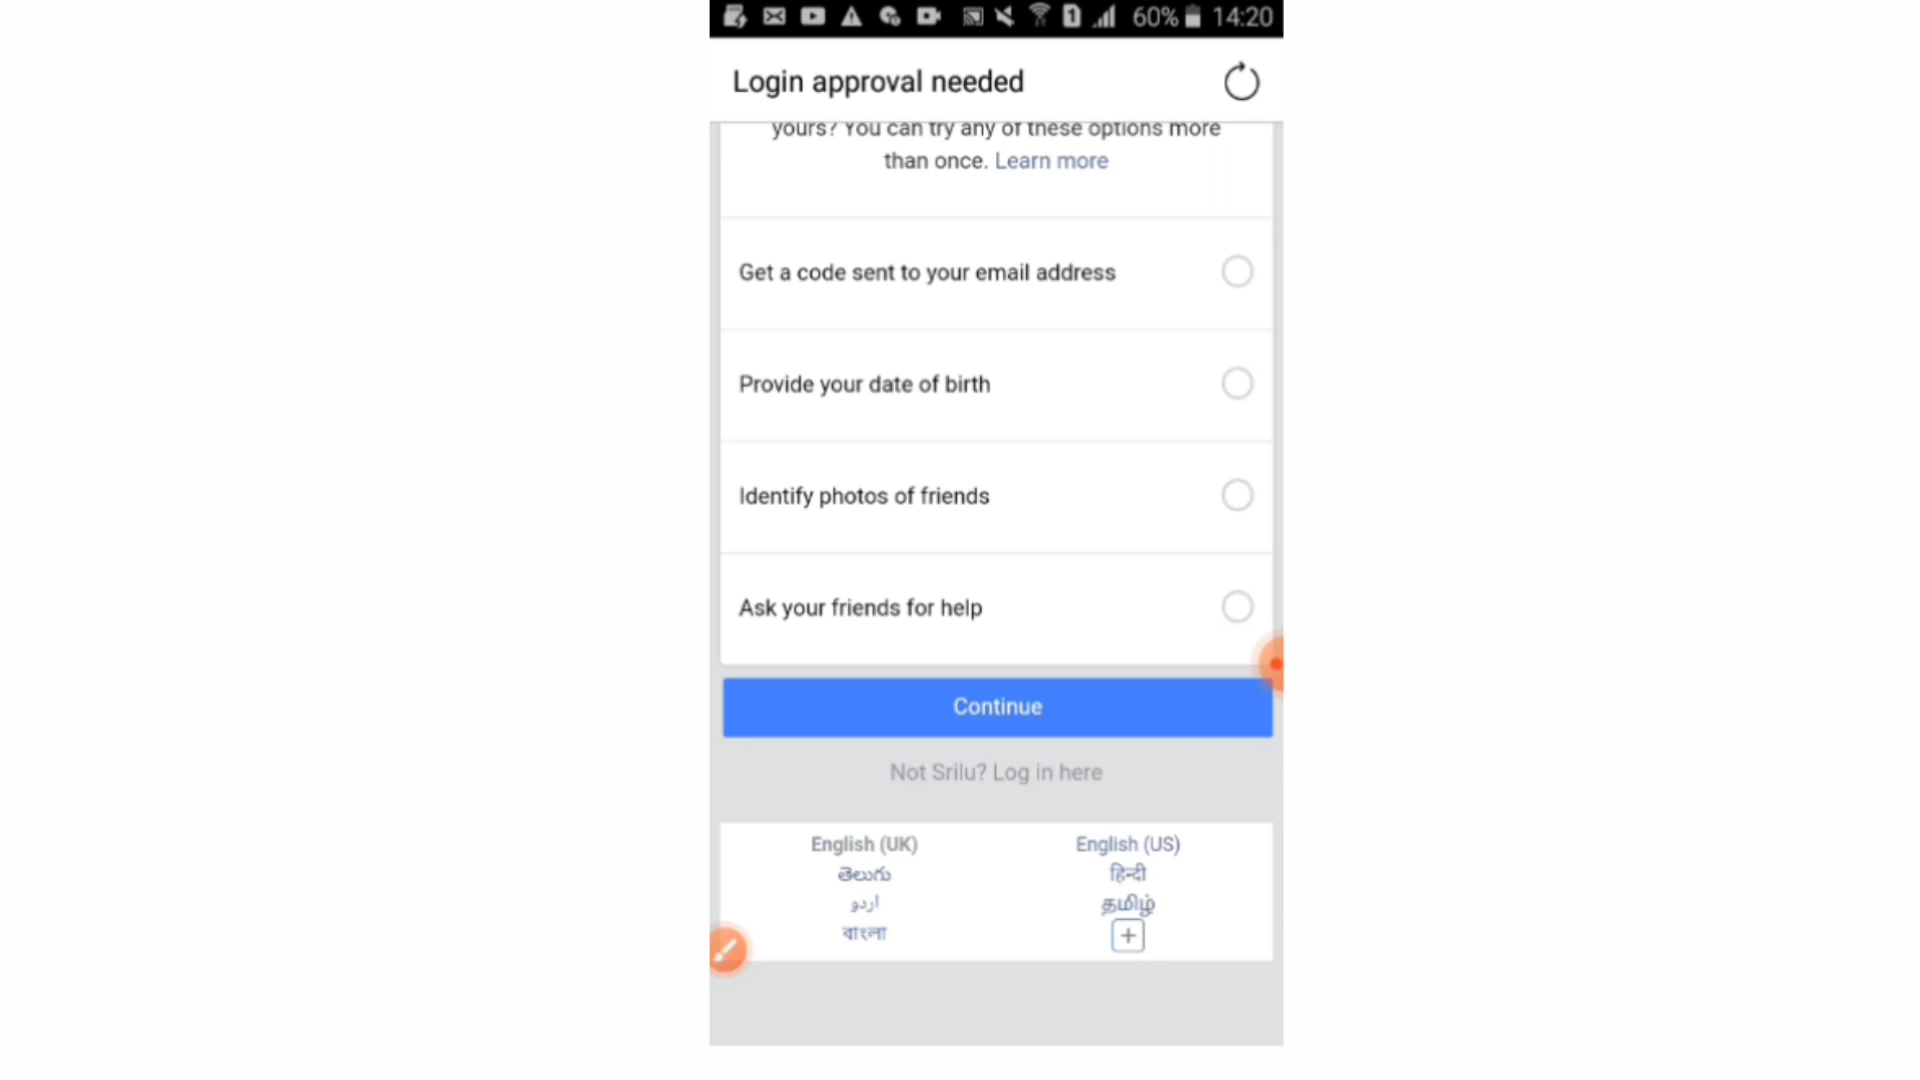 1 60% 14:20
Login approval needed
yours? You can try any of these options more
than once. Learn more
Get a code sent to your email address
Provide your date of birth
Identify photos of friends
Ask your friends for help
Continue
Not Srilu? Log in here
English (UK) English (US)
తెలుగు हिन्दी
اردو தமிழ்
বাংলা +